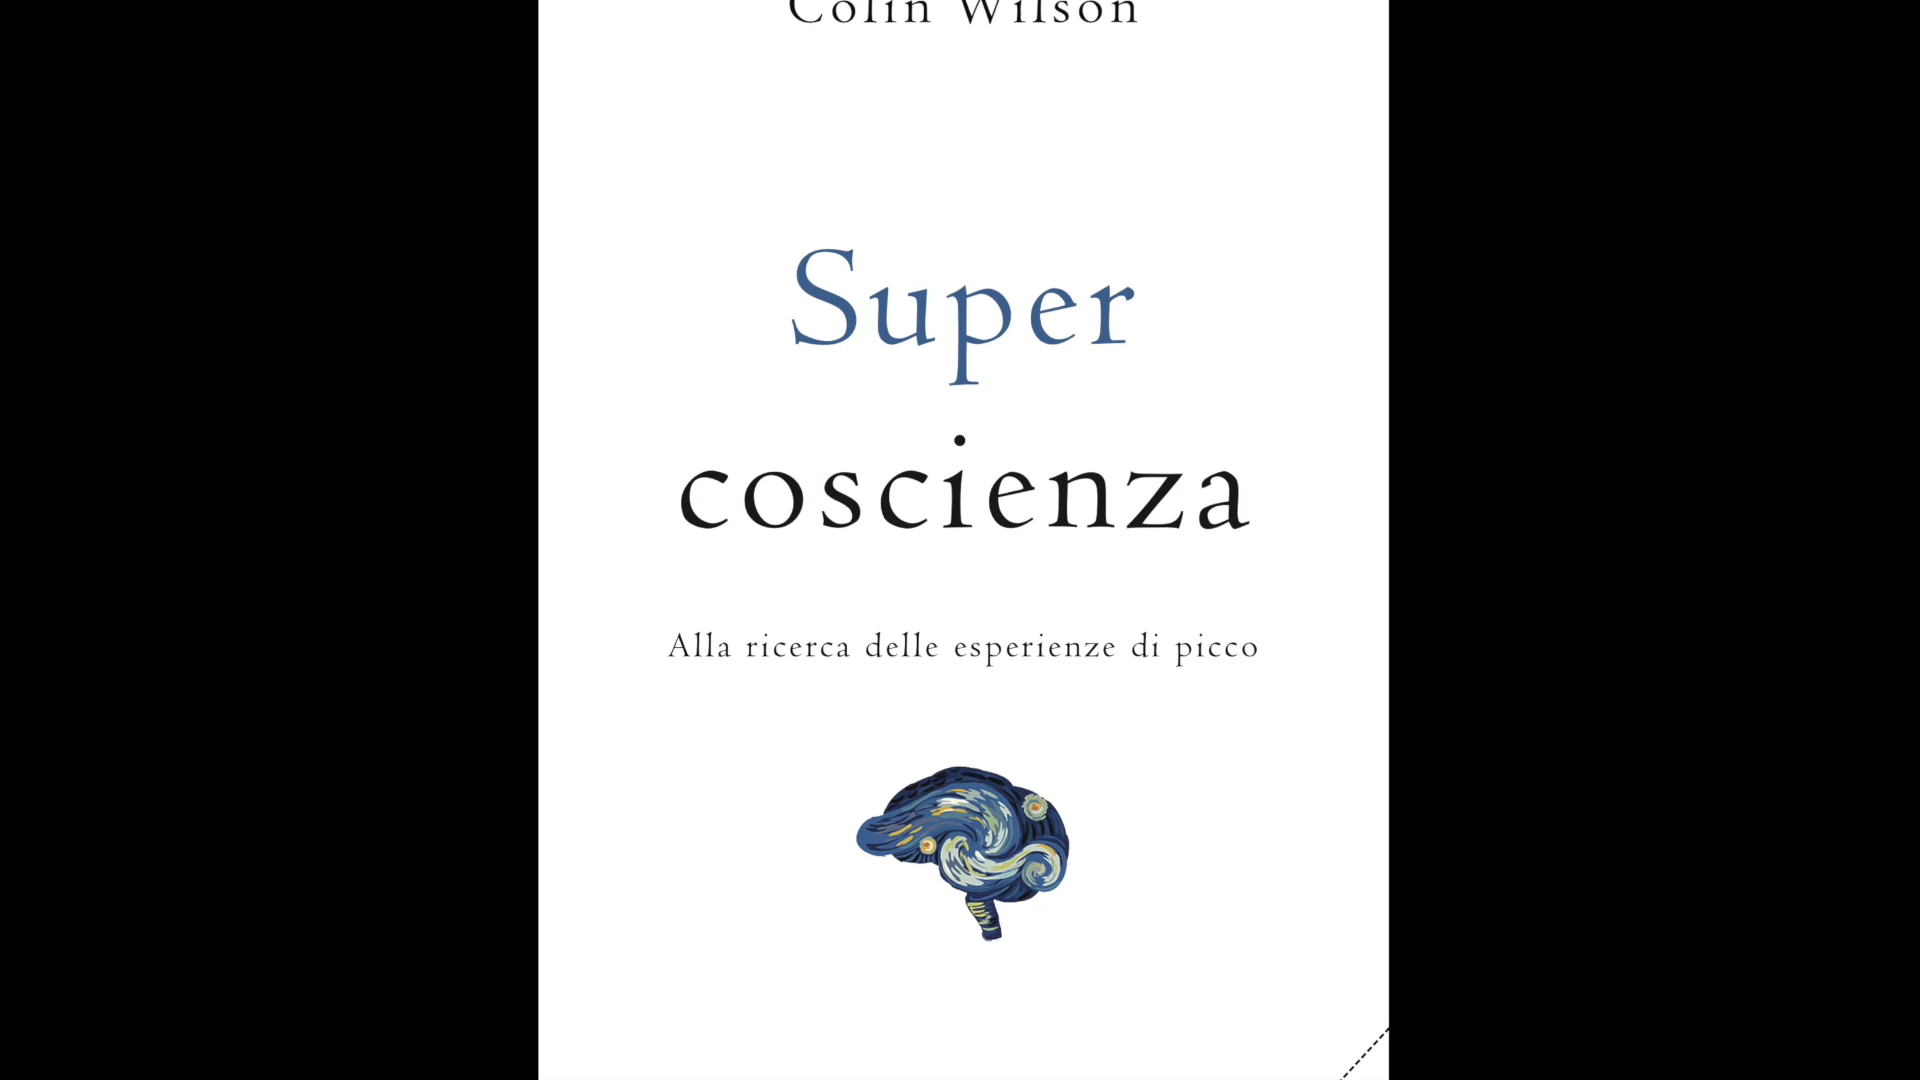 Colin Wilson
Super
coscienza
Alla ricerca delle esperienze di picco